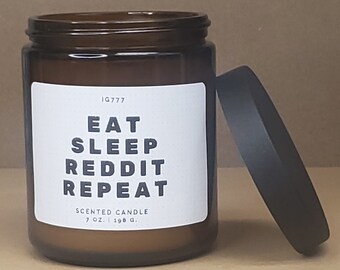 IG777
EAT
SLEEP
REDDIT
REPEAT
SCENTED CANDLE
7 OZ. | 198 G.